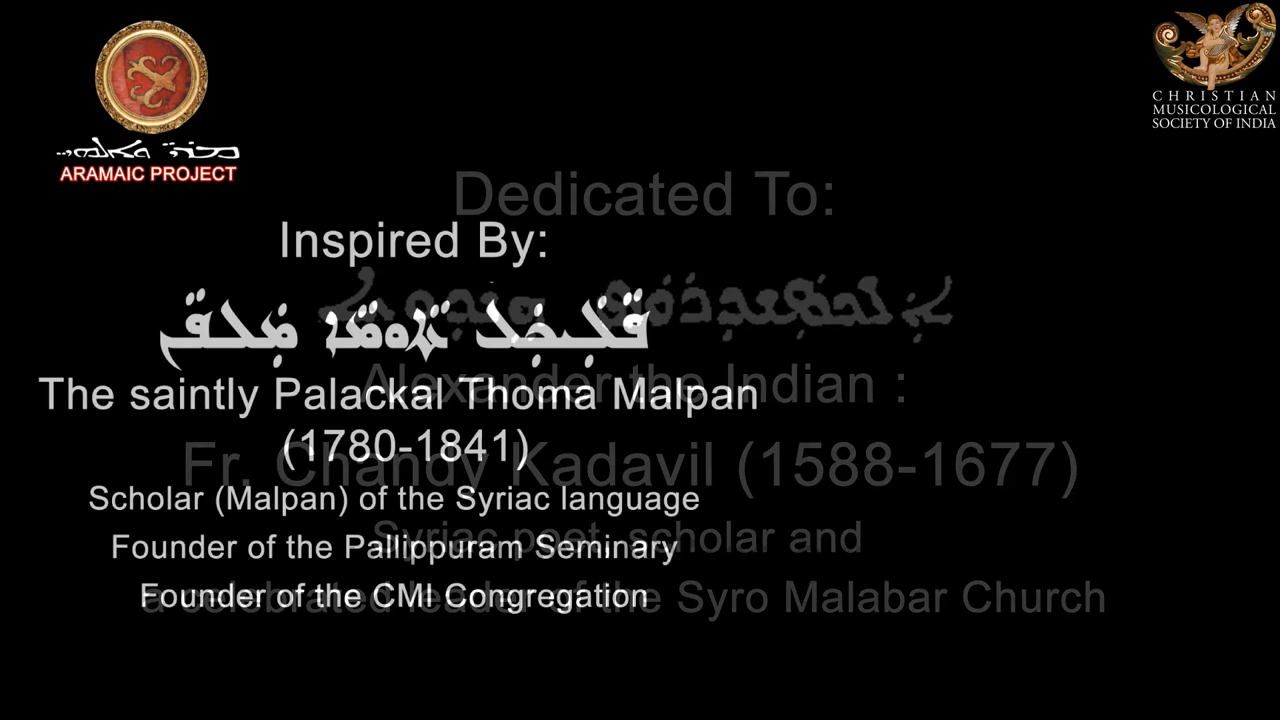 ARAMAIC PROJECT
CHRISTIAN
MUSICOLOGICAL
SOCIETY OF INDIA
Dedicated To:
Alexander the Indian :
Fr. Chandy Kadavil (1588-1677)
Syriac poet, scholar and
a celebrated leader of the Syro Malabar Church
Inspired By:
The saintly Palackal Thoma Malpan
(1780-1841)
Scholar (Malpan) of the Syriac language
Founder of the Pallippuram Seminary
Founder of the CMI Congregation